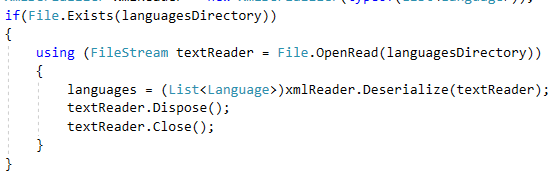 if(File.Exists(languagesDirectory))
{
using (FileStream textReader = File.OpenRead(languagesDirectory))
{
languages = (List<Language>)xmlReader.Deserialize(textReader);
textReader.Dispose();
textReader.Close();
}
}